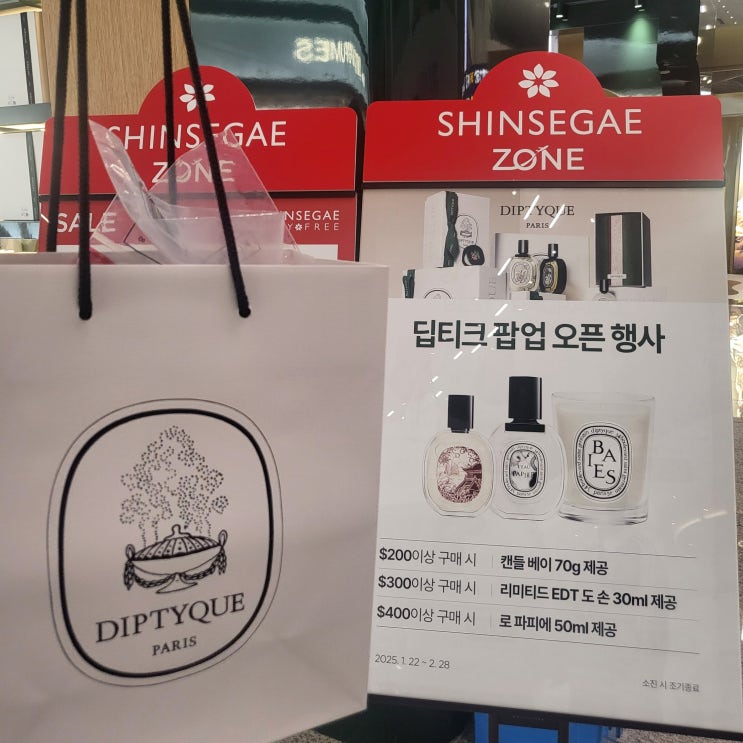 SHINSEGAE
ZONE
SALE
FREE
DIPTYQUE
PARIS
SHINSEGAE
ZONE
DIPTYQUE
PARIS
딥티크 팝업 오픈 행사
BAIES
$200이상 구매 시 캔들 베이 70g 제공
$300이상 구매 시 리미티드 EDT 도 손 30ml 제공
$400이상 구매 시 로 파피에 50ml 제공
2025. 1. 22 ~ 2. 28
소진 시 조기종료